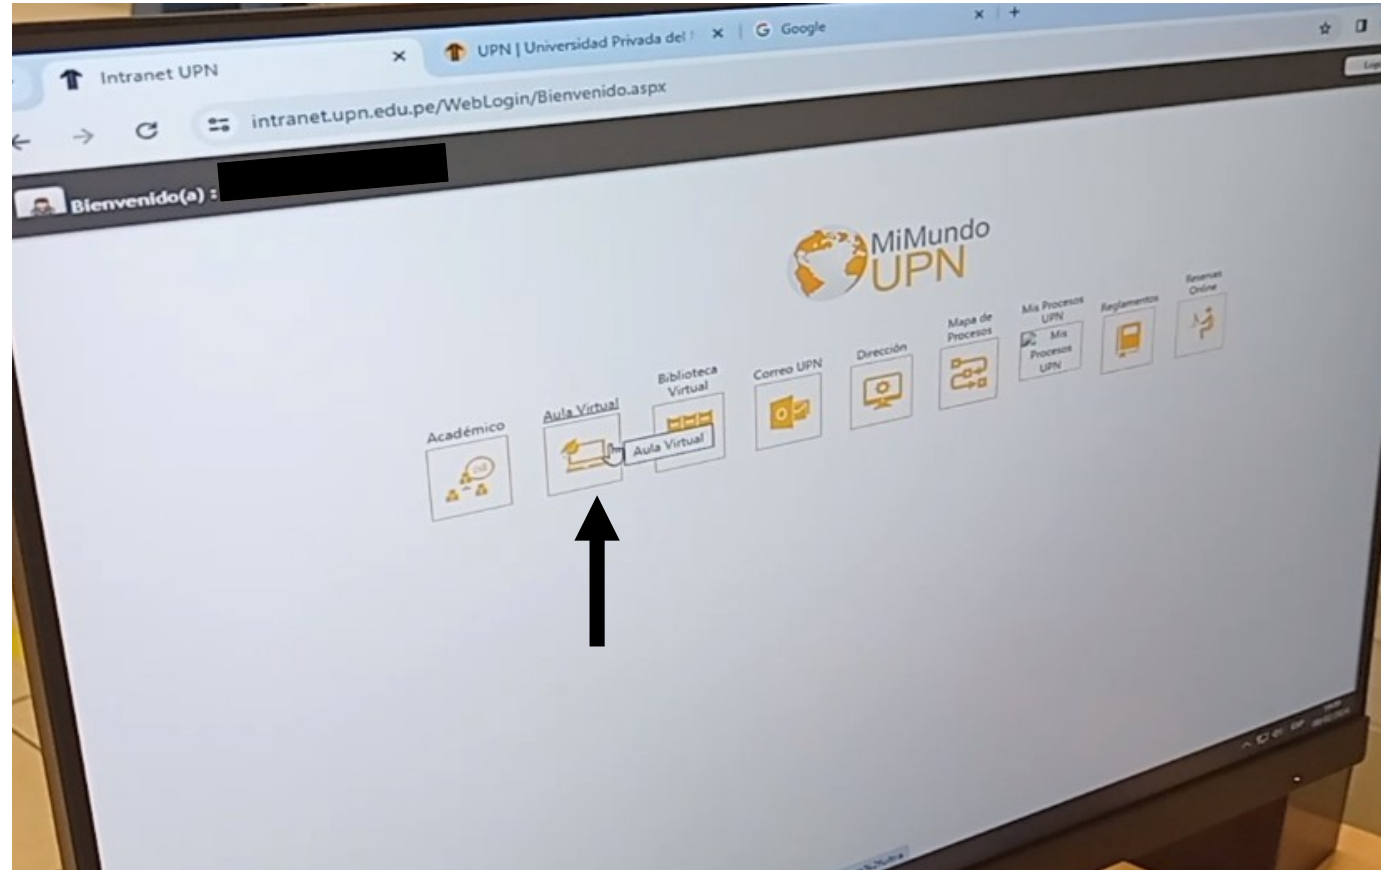 Intranet UPN
UPN | Universidad Privada del
Google
intranet.upn.edu.pe/WebLogin/Bienvenido.aspx
Bienvenido(a) :
MiMundo
UPN
Académico
Aula Virtual
Biblioteca
Virtual
Correo UPN
Dirección
Mapa de
Procesos
Mis Procesos
UPN
Mis
Procesos
UPN
Reglamentos
Reservas
Online
Aula Virtual
ESP